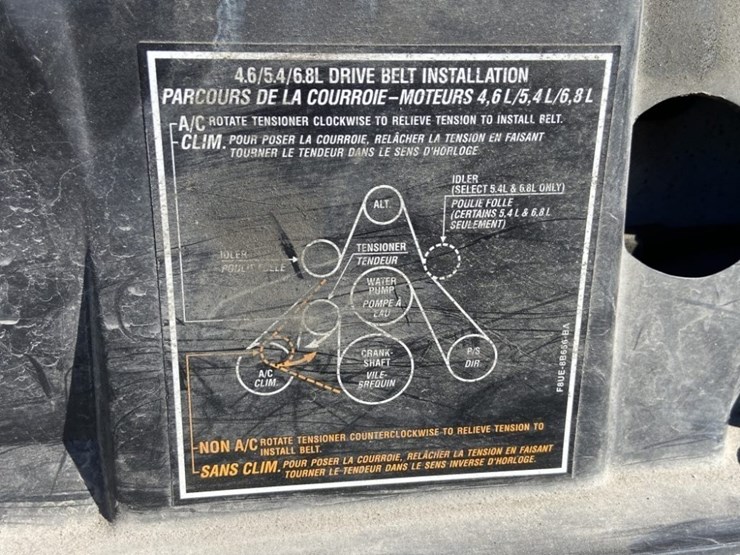 4.6/5.4/6.8L DRIVE BELT INSTALLATION
PARCOURS DE LA COURROIE-MOTEURS 4,6 L/5,4 L/6,8 L
A/C ROTATE TENSIONER CLOCKWISE TO RELIEVE TENSION TO INSTALL BELT.
CLIM. POUR POSER LA COURROIE, RELÂCHER LA TENSION EN FAISANT
TOURNER LE TENDEUR DANS LE SENS D'HORLOGE
IDLER
(SELECT 5.4L & 6.8L ONLY)
POULIE FOLLE
(CERTAINS 5,4 L & 6,8 L
SEULEMENT)
ALT.
IDLER
POULIE FOLLE
TENSIONER
TENDEUR
WATER
PUMP
POMPE À
EAU
A/C
CLIM.
CRANK-
SHAFT
VILE-
BREQUIN
P/S
DIR.
F8UE-8B656-BA
NON A/C ROTATE TENSIONER COUNTERCLOCKWISE TO RELIEVE TENSION TO
INSTALL BELT.
SANS CLIM. POUR POSER LA COURROIE, RELÂCHER LA TENSION EN FAISANT
TOURNER LE TENDEUR DANS LE SENS INVERSE D'HORLOGE.